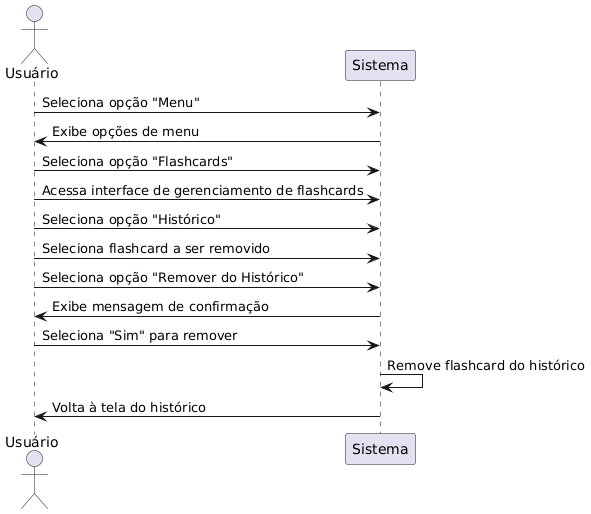 Usuário
Sistema
Seleciona opção "Menu"
Exibe opções de menu
Seleciona opção "Flashcards"
Acessa interface de gerenciamento de flashcards
Seleciona opção "Histórico"
Seleciona flashcard a ser removido
Seleciona opção "Remover do Histórico"
Exibe mensagem de confirmação
Seleciona "Sim" para remover
Remove flashcard do histórico
Volta à tela do histórico
Usuário
Sistema